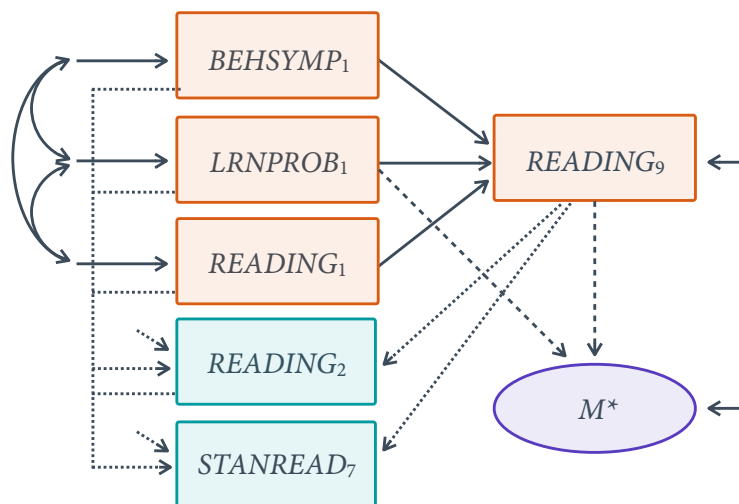 BEHSYMP₁
LRNPROB₁
READING₉
READING₁
READING₂
M*
STANREAD₇